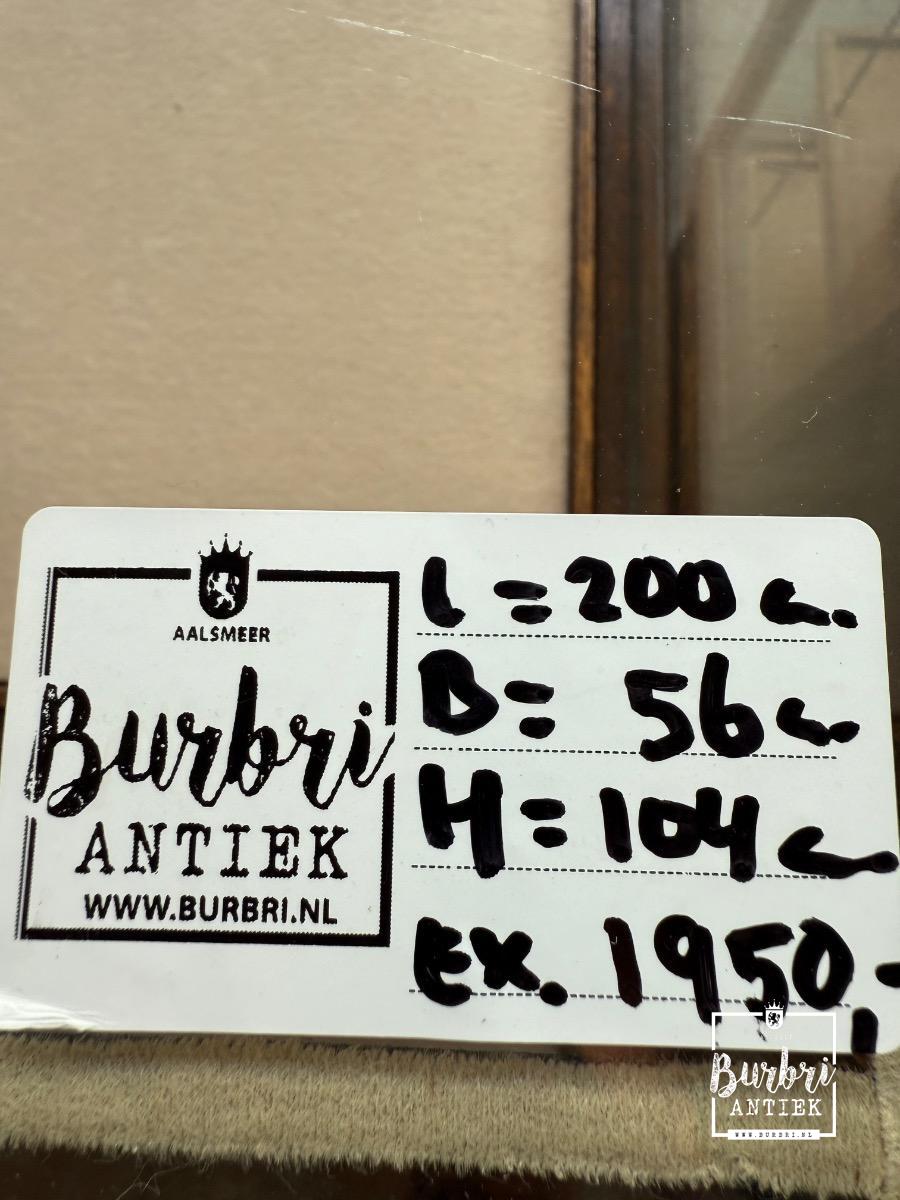 AALSMEER
Burbri
ANTIEK
WWW.BURBRI.NL
L = 200 c.
B = 56 c.
H = 104 c.
Ex. 1950,-
Burbri
ANTIEK
WWW.BURBRI.NL